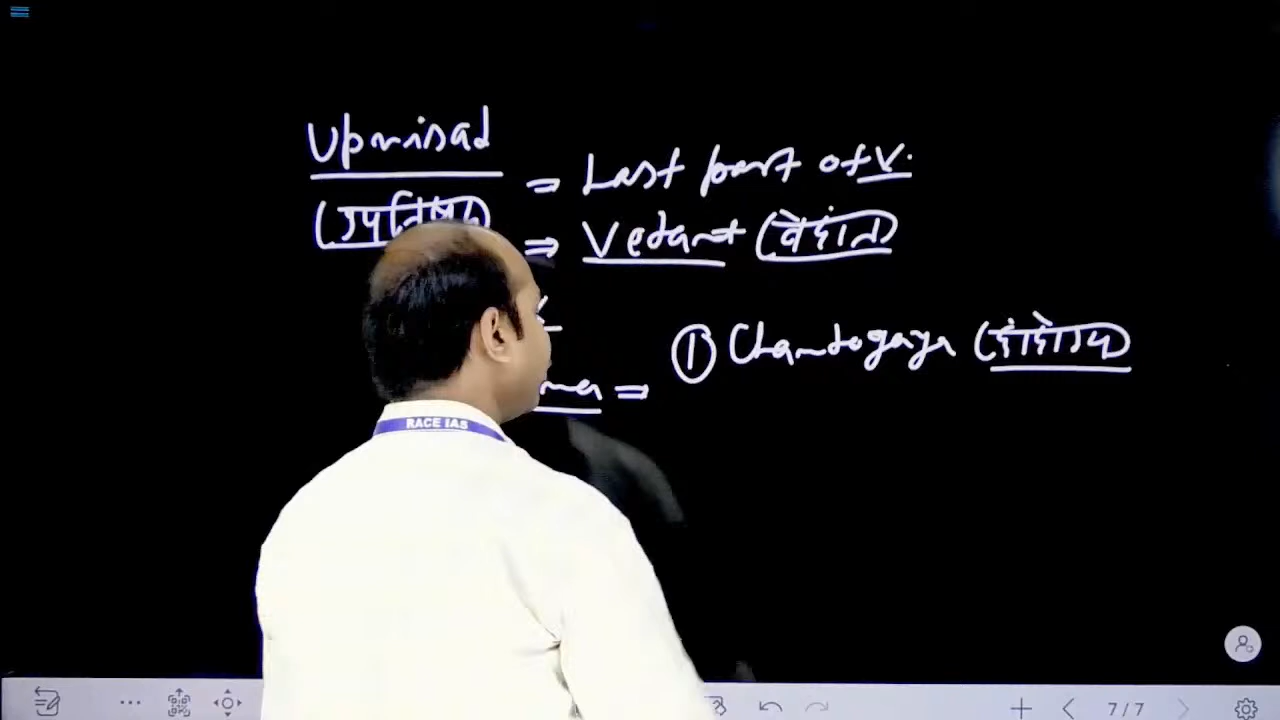 Upnisad
= Last part of V.
(उपनिषद)
⇒ Vedant (वेदांत)
① Chandogaya (छांदोग्य)
=
RACE IAS
7/7